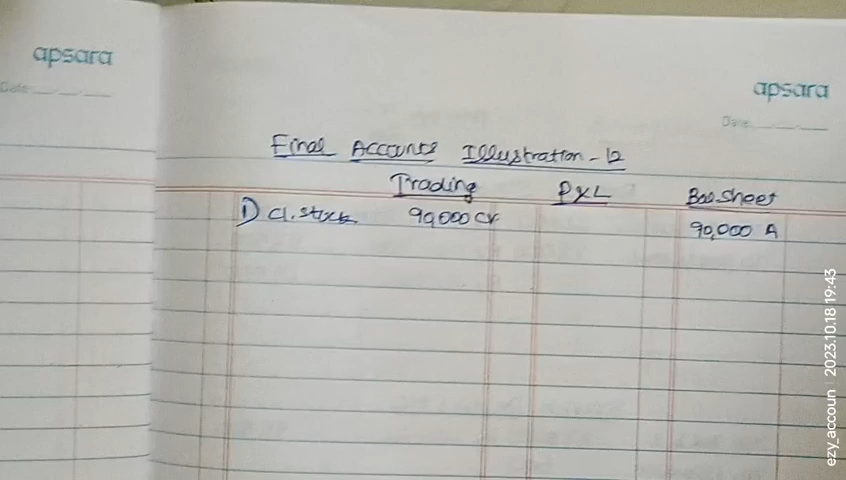 apsara
apsara
Date
Date
Final Accounts Illustration - 12
Trading P&L Bal. Sheet
1) Cl. Stock 90,000 Cr 90,000 A
ezy_accoun | 2023.10.18 19:43